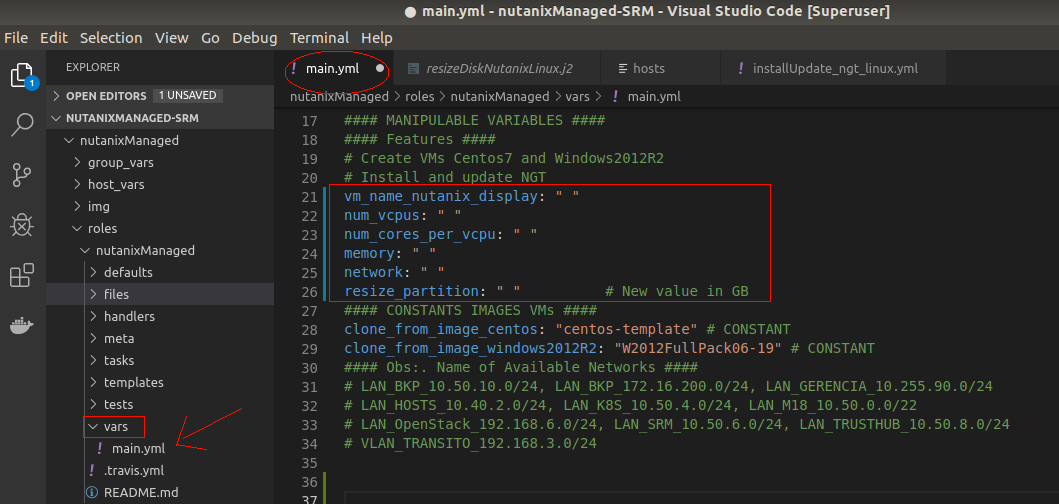 ● main.yml - nutanixManaged-SRM - Visual Studio Code [Superuser]
File Edit Selection View Go Debug Terminal Help
EXPLORER
! main.yml ●
resizeDiskNutanixLinux.j2
hosts
! installUpdate_ngt_linux.yml
1
> OPEN EDITORS 1 UNSAVED
nutanixManaged > roles > nutanixManaged > vars > ! main.yml
NUTANIXMANAGED-SRM
nutanixManaged
> group_vars
> host_vars
> img
roles
nutanixManaged
> defaults
> files
> handlers
> meta
> tasks
> templates
> tests
vars
! main.yml
! .travis.yml
README.md
17 #### MANIPULABLE VARIABLES ####
18 #### Features ####
19 # Create VMs Centos7 and Windows2012R2
20 # Install and update NGT
21 vm_name_nutanix_display: " "
22 num_vcpus: " "
23 num_cores_per_vcpu: " "
24 memory: " "
25 network: " "
26 resize_partition: " " # New value in GB
27 #### CONSTANTS IMAGES VMs ####
28 clone_from_image_centos: "centos-template" # CONSTANT
29 clone_from_image_windows2012R2: "W2012FullPack06-19" # CONSTANT
30 #### Obs:. Name of Available Networks ####
31 # LAN_BKP_10.50.10.0/24, LAN_BKP_172.16.200.0/24, LAN_GERENCIA_10.255.90.0/24
32 # LAN_HOSTS_10.40.2.0/24, LAN_K8S_10.50.4.0/24, LAN_M18_10.50.0.0/22
33 # LAN_OpenStack_192.168.6.0/24, LAN_SRM_10.50.6.0/24, LAN_TRUSTHUB_10.50.8.0/24
34 # VLAN_TRANSITO_192.168.3.0/24
35
36
37